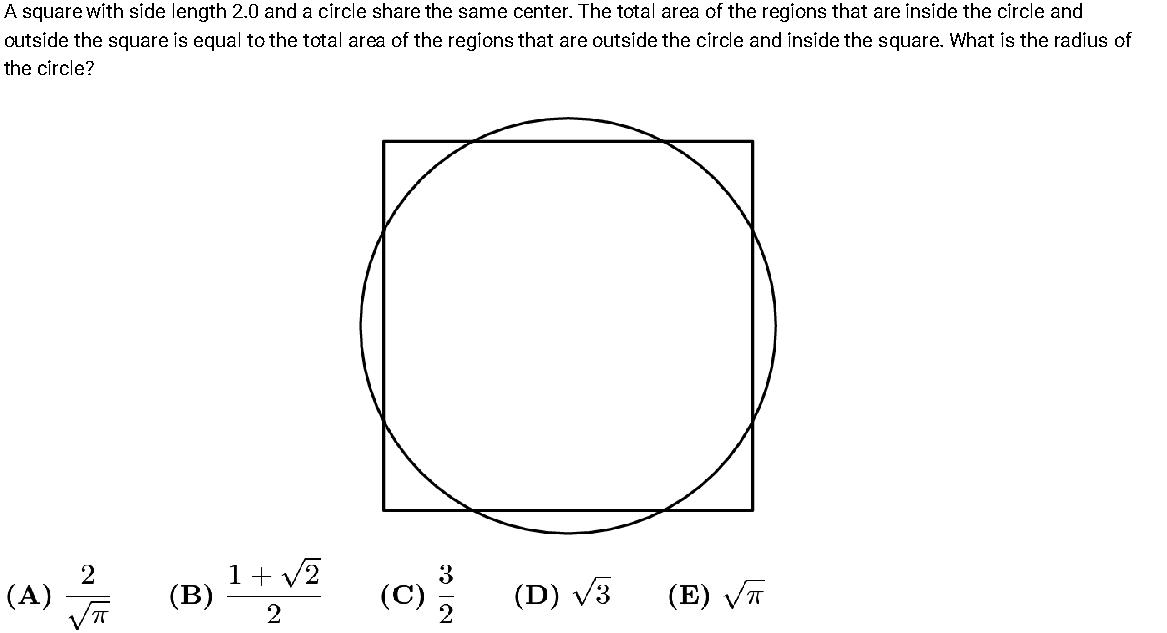 A square with side length 2.0 and a circle share the same center. The total area of the regions that are inside the circle and
outside the square is equal to the total area of the regions that are outside the circle and inside the square. What is the radius of
the circle?
(A) 2/√π (B) (1 + √2)/2 (C) 3/2 (D) √3 (E) √π